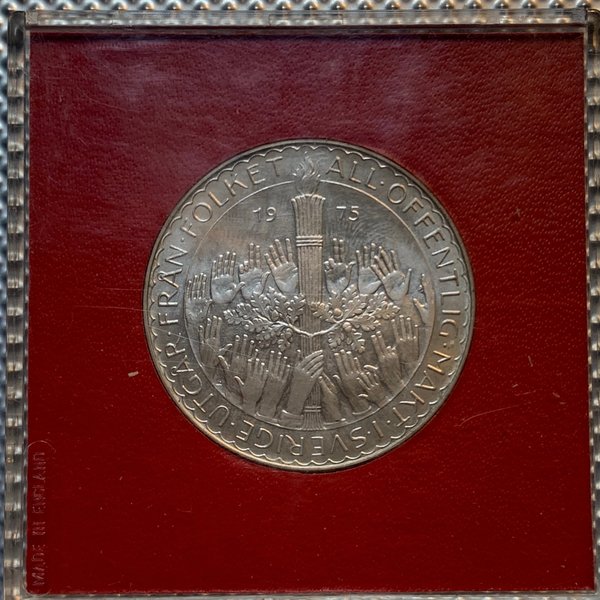 ALL·OFFENTLIG·MAKT·I·SVERIGE·UTGÅR·FRÅN·FOLKET
19 75
MADE IN ENGLAND